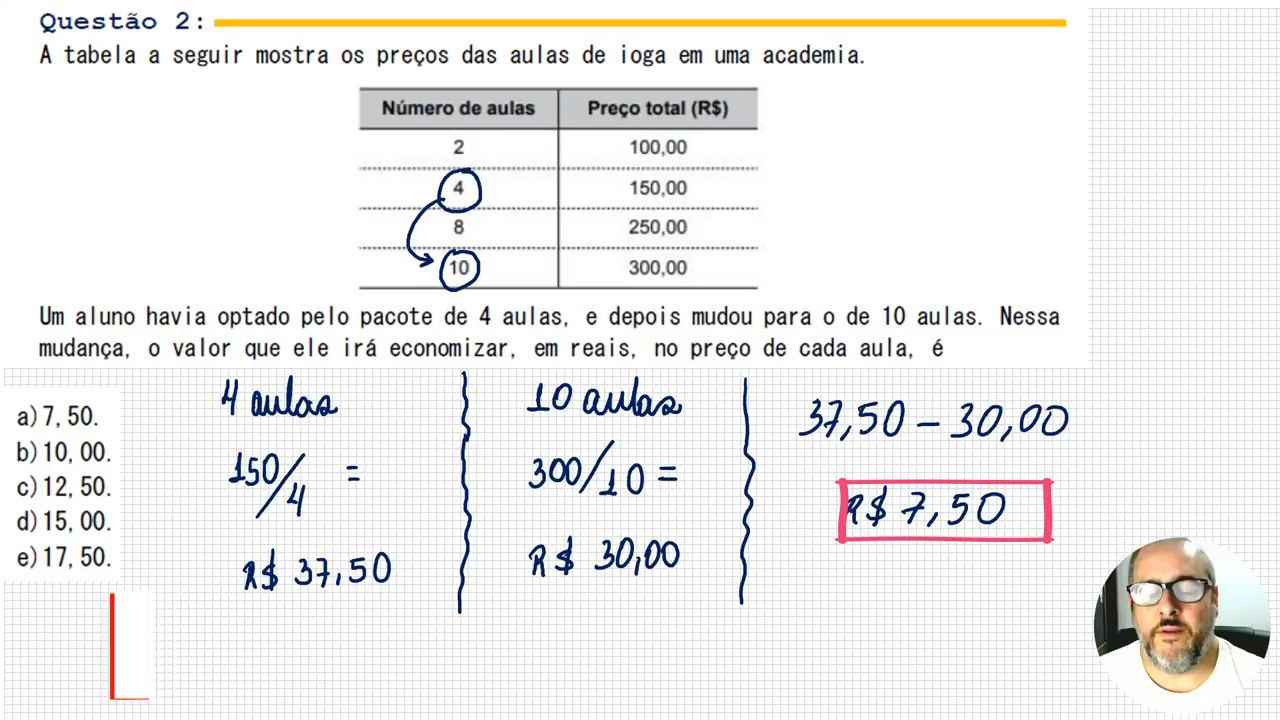 Questão 2:
A tabela a seguir mostra os preços das aulas de ioga em uma academia.
Número de aulas Preço total (R$)
2 100,00
4 150,00
8 250,00
10 300,00
Um aluno havia optado pelo pacote de 4 aulas, e depois mudou para o de 10 aulas. Nessa
mudança, o valor que ele irá economizar, em reais, no preço de cada aula, é
a) 7,50.
b) 10,00.
c) 12,50.
d) 15,00.
e) 17,50.
4 aulas
150/4 =
R$ 37,50
10 aulas
300/10 =
R$ 30,00
37,50 - 30,00
R$ 7,50